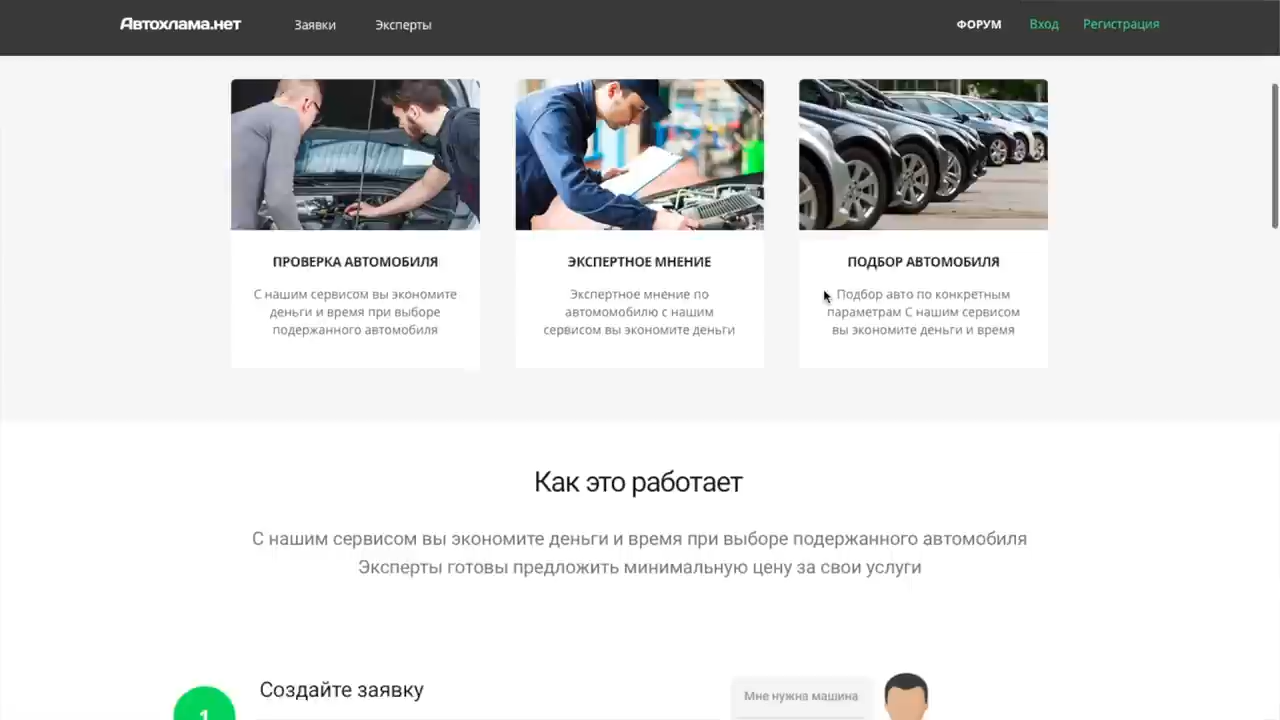 Автохлама.нет
Заявки
Эксперты
ФОРУМ
Вход
Регистрация
ПРОВЕРКА АВТОМОБИЛЯ
С нашим сервисом вы экономите
деньги и время при выборе
подержанного автомобиля
ЭКСПЕРТНОЕ МНЕНИЕ
Экспертное мнение по
автомомобилю с нашим
сервисом вы экономите деньги
ПОДБОР АВТОМОБИЛЯ
Подбор авто по конкретным
параметрам С нашим сервисом
вы экономите деньги и время
Как это работает
С нашим сервисом вы экономите деньги и время при выборе подержанного автомобиля
Эксперты готовы предложить минимальную цену за свои услуги
1
Создайте заявку
Мне нужна машина